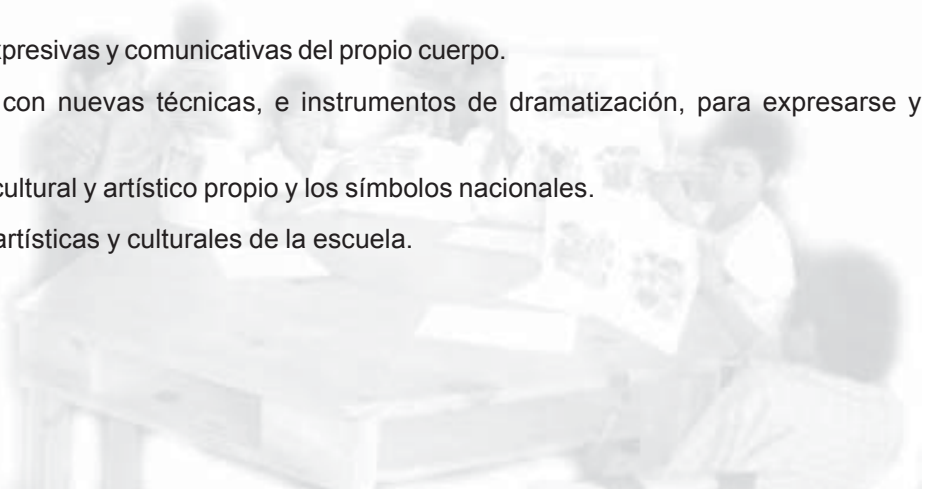 xpresivas y comunicativas del propio cuerpo.
con nuevas técnicas, e instrumentos de dramatización, para expresarse y
cultural y artístico propio y los símbolos nacionales.
artísticas y culturales de la escuela.